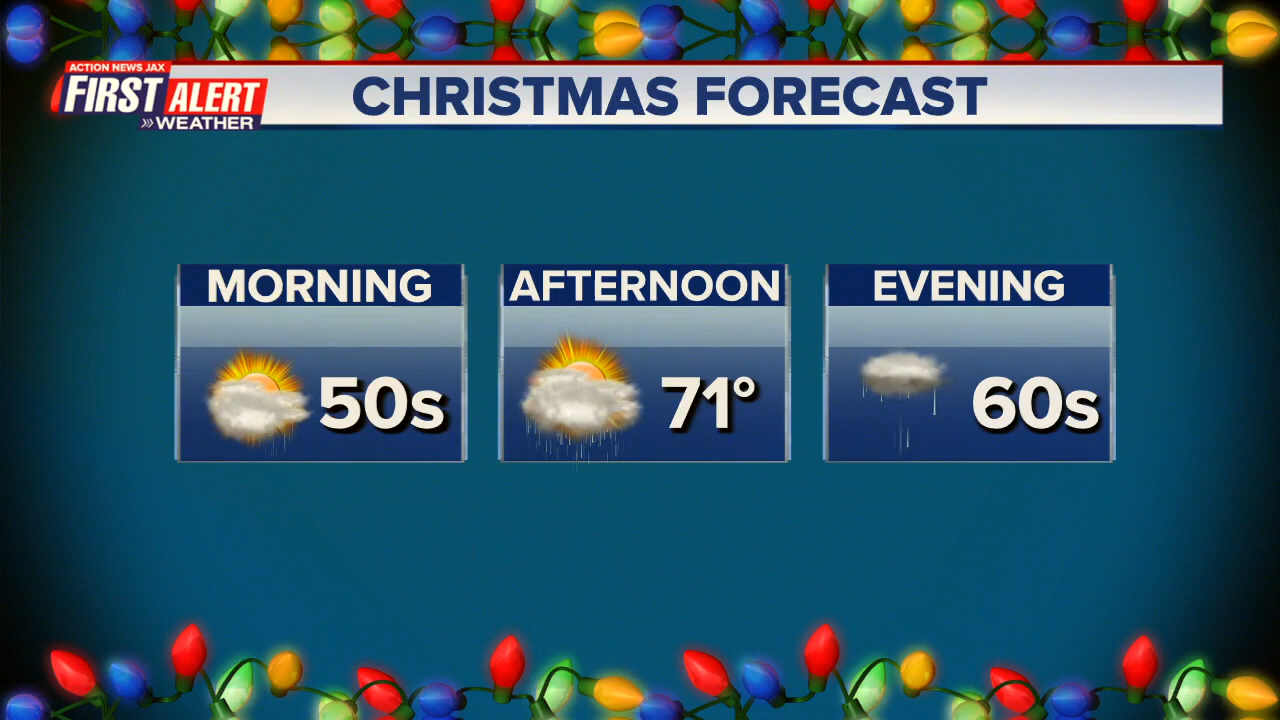 ACTION NEWS JAX
FIRST ALERT
WEATHER
CHRISTMAS FORECAST
MORNING
50s
AFTERNOON
71°
EVENING
60s